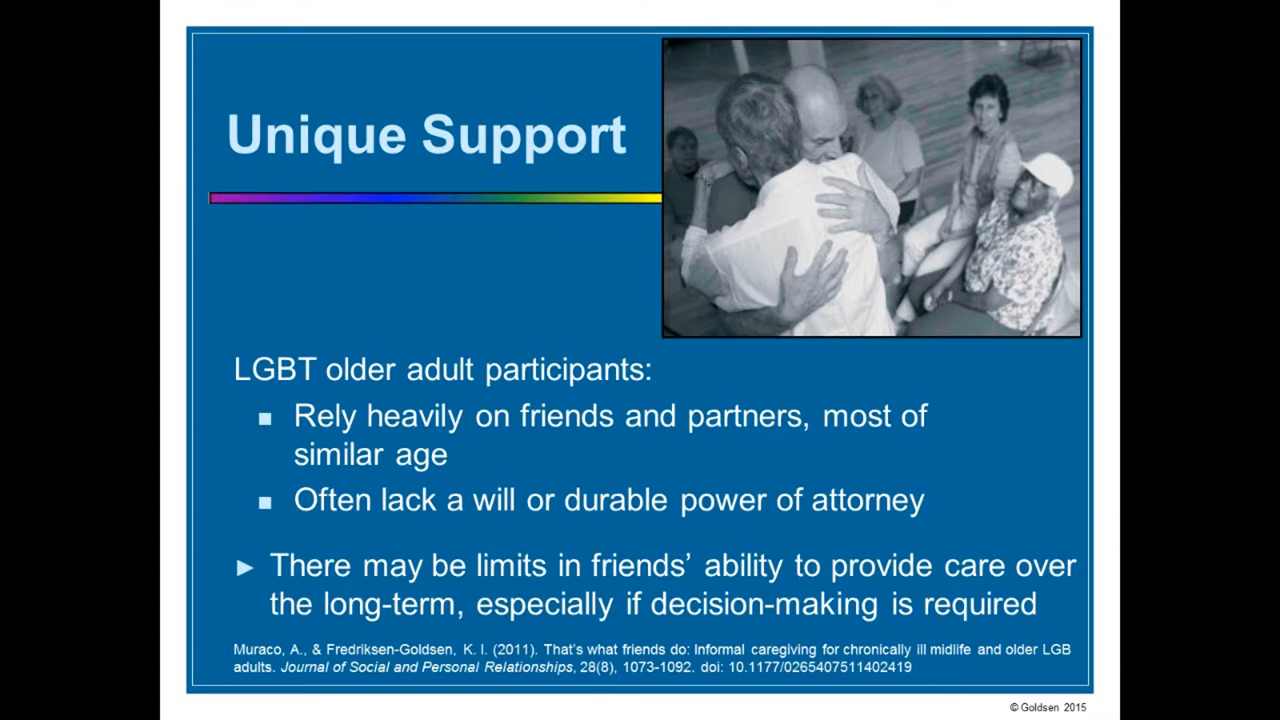 Unique Support
LGBT older adult participants:
Rely heavily on friends and partners, most of
similar age
Often lack a will or durable power of attorney
There may be limits in friends’ ability to provide care over
the long-term, especially if decision-making is required
Muraco, A., & Fredriksen-Goldsen, K. I. (2011). That’s what friends do: Informal caregiving for chronically ill midlife and older LGB
adults. Journal of Social and Personal Relationships, 28(8), 1073-1092. doi: 10.1177/0265407511402419
© Goldsen 2015